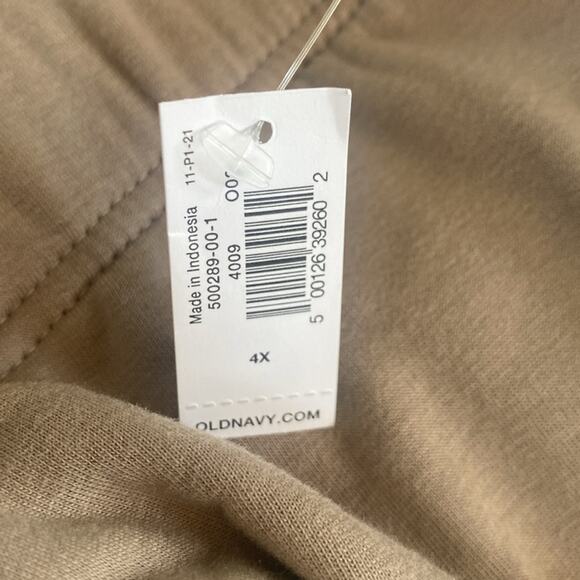 11-P1-21
Made in Indonesia
500289-00-1
4009
5 00126 39260 2
4X
OLDNAVY.COM